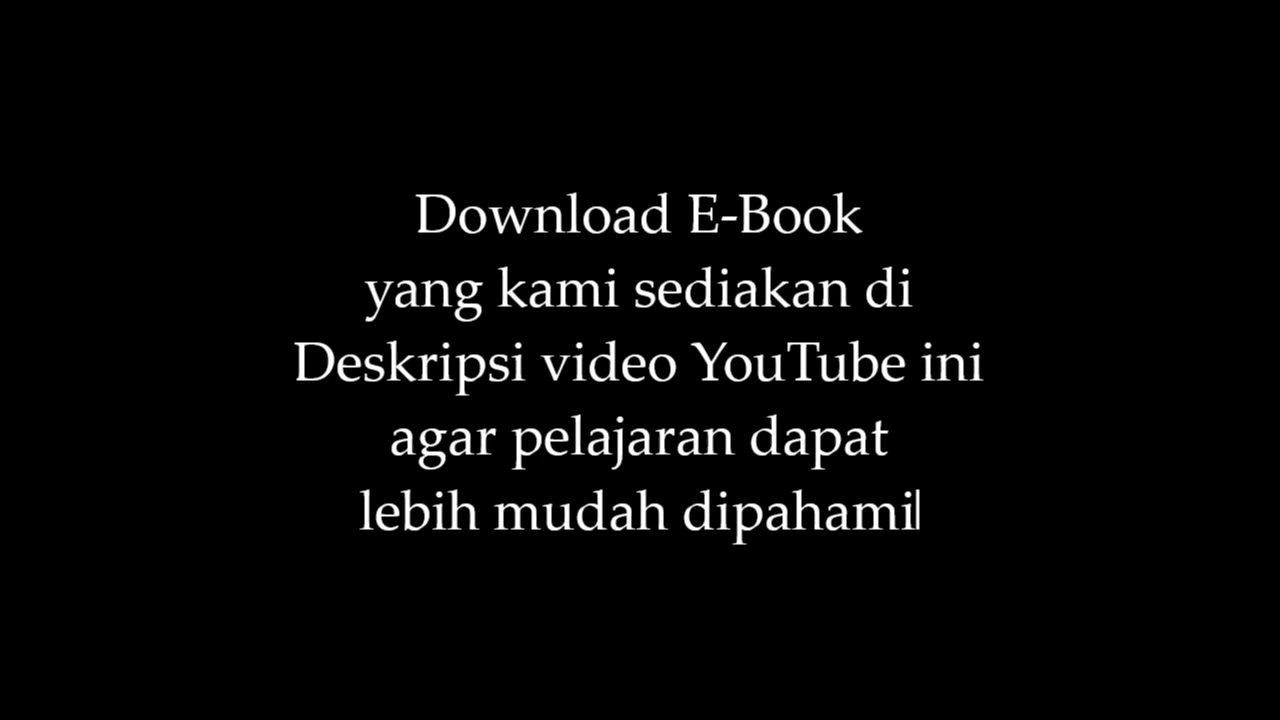 Download E-Book
yang kami sediakan di
Deskripsi video YouTube ini
agar pelajaran dapat
lebih mudah dipahami